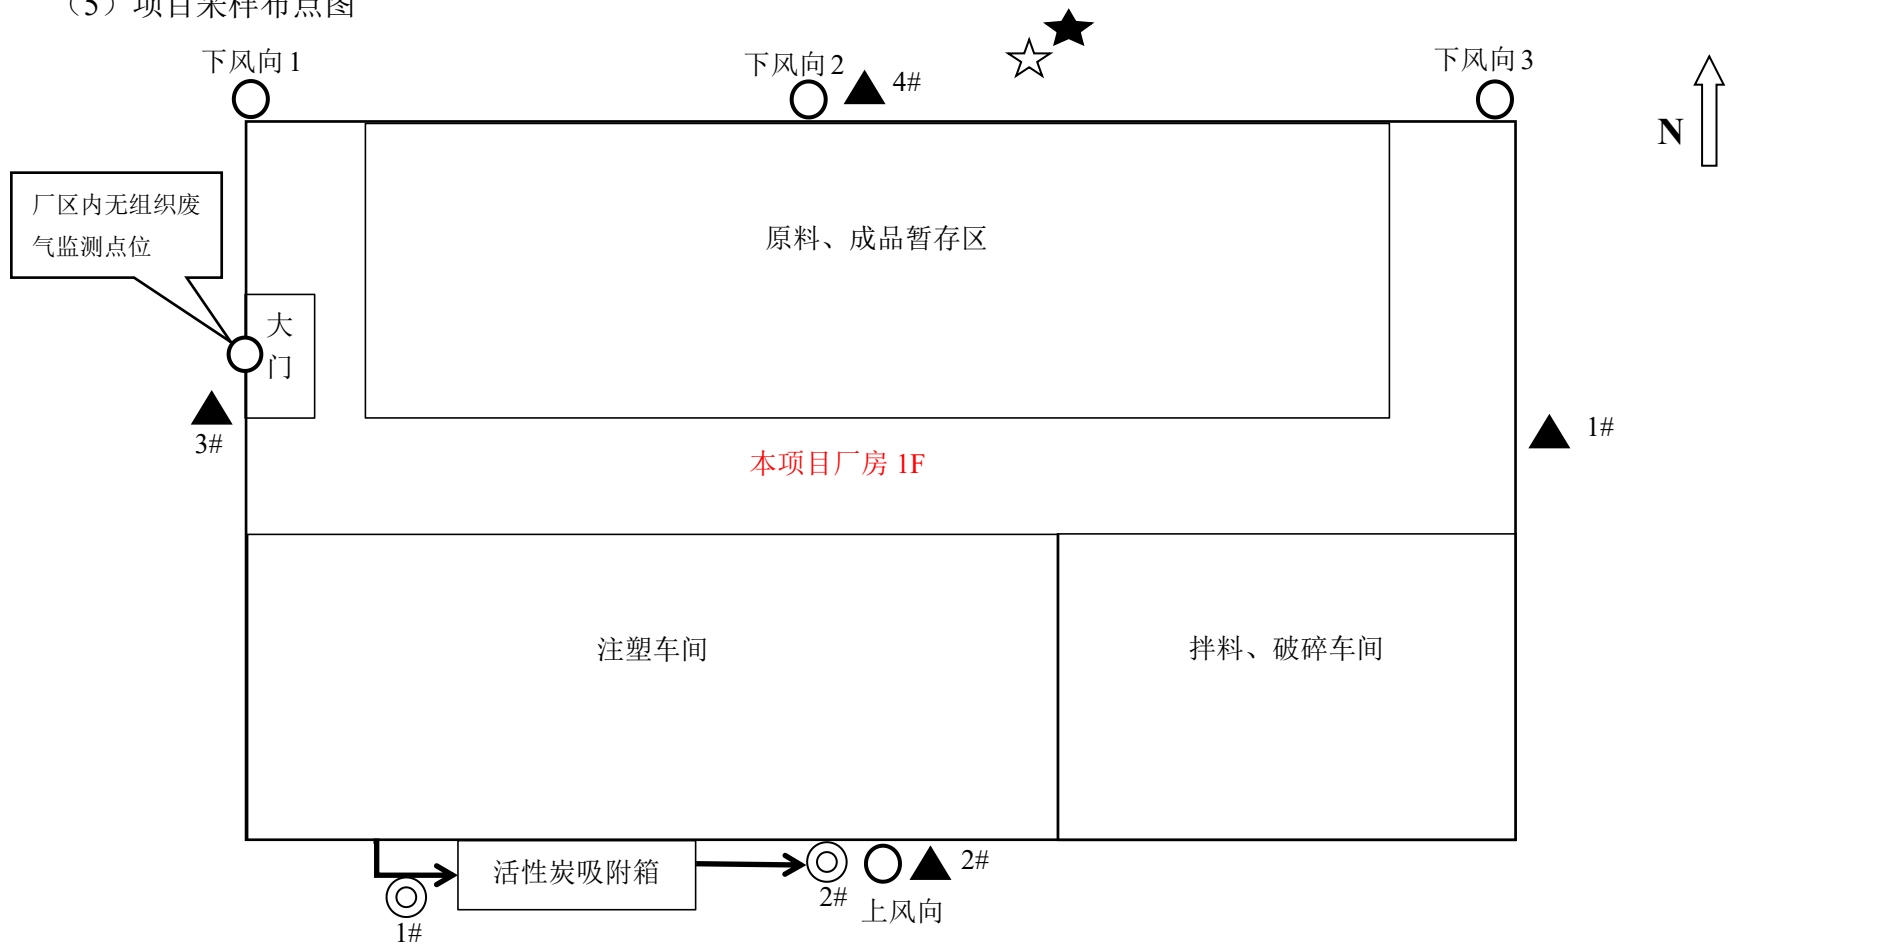 （5）项目采样布点图
下风向 1
下风向 2
4#
下风向 3
N
厂区内无组织废
气监测点位
原料、成品暂存区
大
门
3#
1#
本项目厂房 1F
注塑车间
拌料、破碎车间
活性炭吸附箱
2#
2#
上风向
1#